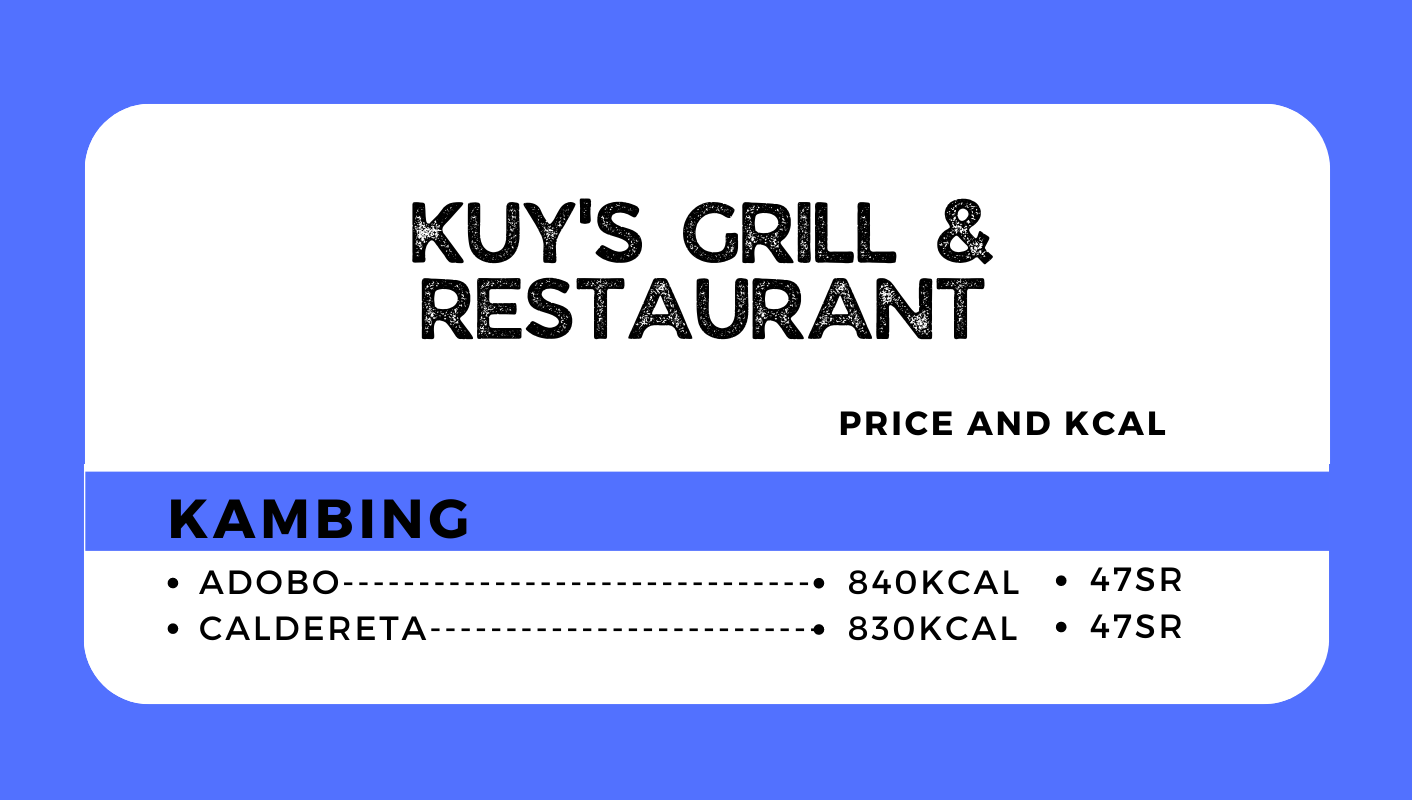 KUY'S GRILL &
RESTAURANT
PRICE AND KCAL
KAMBING
• ADOBO--------------------------------• 840KCAL • 47SR
• CALDERETA--------------------------• 830KCAL • 47SR